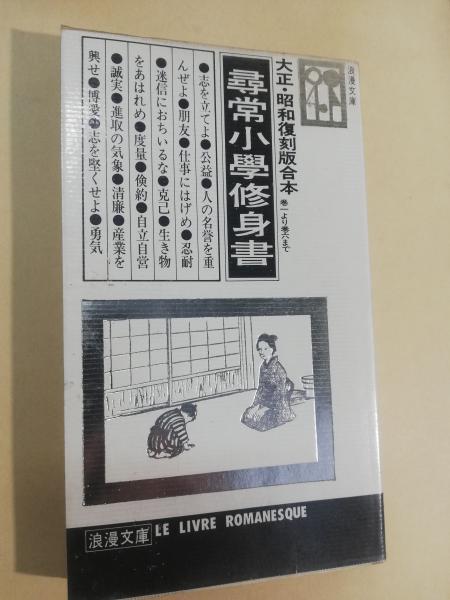 浪漫文庫
大正・昭和復刻版合本 巻一より巻六まで
尋常小學修身書
●志を立てよ●公益●人の名誉を重
んぜよ●朋友●仕事にはげめ●忍耐
●迷信におちいるな●克己●生き物
をあはれめ●度量●倹約●自立自営
●誠実●進取の気象●清廉●産業を
興せ●博愛●志を堅くせよ●勇気
浪漫文庫 LE LIVRE ROMANESQUE